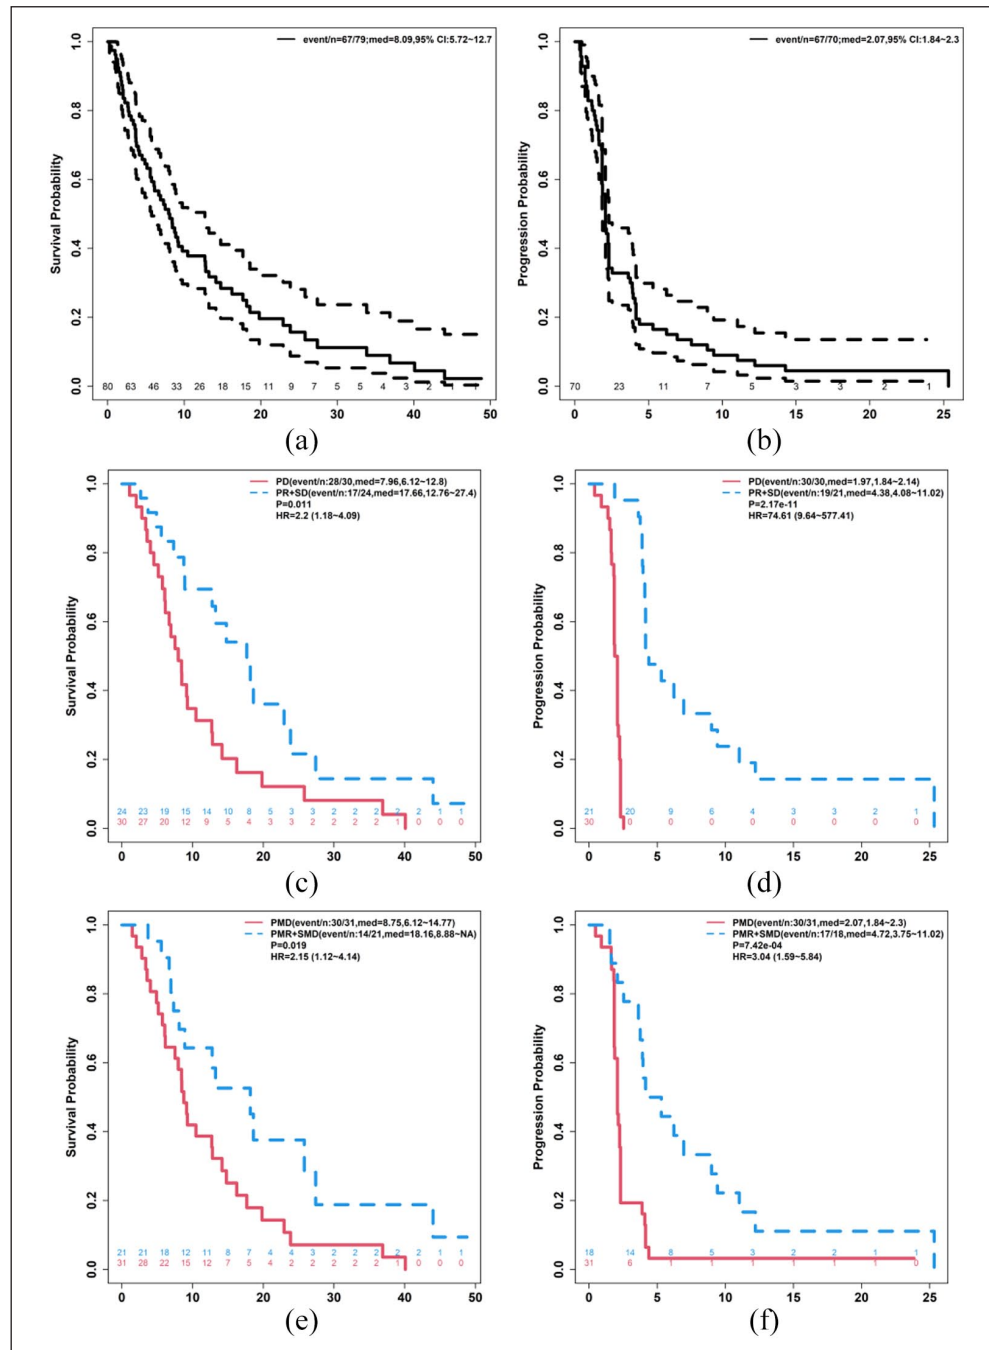 event/n=67/79;med=8.09,95% CI:5.72~12.7
Survival Probability
1.0
0.8
0.6
0.4
0.2
0.0
80 63 46 33 26 18 15 11 9 7 5 5 4 3 2 1
0 10 20 30 40 50
(a)
event/n=67/70;med=2.07,95% CI:1.84~2.3
Progression Probability
1.0
0.8
0.6
0.4
0.2
0.0
70 23 11 7 5 3 3 2 1
0 5 10 15 20 25
(b)
PD(event/n:28/30,med=7.96,6.12~12.8)
PR+SD(event/n:17/24,med=17.66,12.76~27.4)
P=0.011
HR=2.2 (1.18~4.09)
Survival Probability
1.0
0.8
0.6
0.4
0.2
0.0
24 23 19 15 14 10 8 5 3 3 2 2 2 2 2 1 1
30 27 20 12 9 5 4 3 3 2 2 2 2 1 0 0 0
0 10 20 30 40 50
(c)
PD(event/n:30/30,med=1.97,1.84~2.14)
PR+SD(event/n:19/21,med=4.38,4.08~11.02)
P=2.17e-11
HR=74.61 (9.64~577.41)
Progression Probability
1.0
0.8
0.6
0.4
0.2
0.0
21 20 9 6 4 3 3 2 1
30 0 0 0 0 0 0 0 0
0 5 10 15 20 25
(d)
PMD(event/n:30/31,med=8.75,6.12~14.77)
PMR+SMD(event/n:14/21,med=18.16,8.88~NA)
P=0.019
HR=2.15 (1.12~4.14)
Survival Probability
1.0
0.8
0.6
0.4
0.2
0.0
21 21 18 12 11 8 7 4 4 3 2 2 2 2 2 1 1
31 28 22 15 12 7 5 4 2 2 2 2 2 1 0 0 0
0 10 20 30 40 50
(e)
PMD(event/n:30/31,med=2.07,1.84~2.3)
PMR+SMD(event/n:17/18,med=4.72,3.75~11.02)
P=7.42e-04
HR=3.04 (1.59~5.84)
Progression Probability
1.0
0.8
0.6
0.4
0.2
0.0
18 14 8 5 3 2 2 1 1
31 6 1 1 1 1 1 1 0
0 5 10 15 20 25
(f)